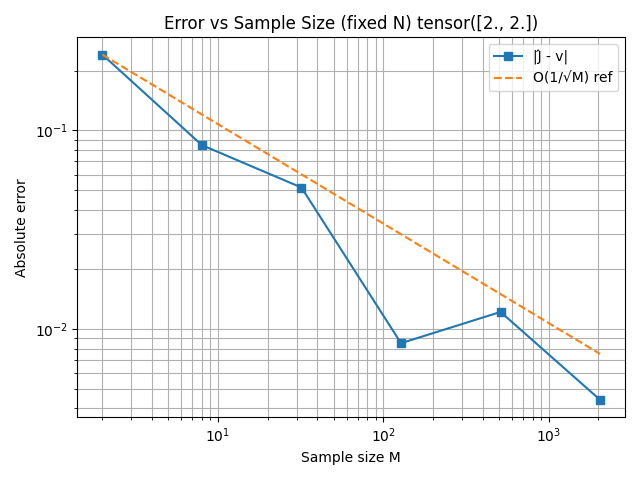 Error vs Sample Size (fixed N) tensor([2., 2.])
|Ĵ - v|
O(1/√M) ref
Absolute error
10⁻¹
10⁻²
10¹ 10² 10³
Sample size M